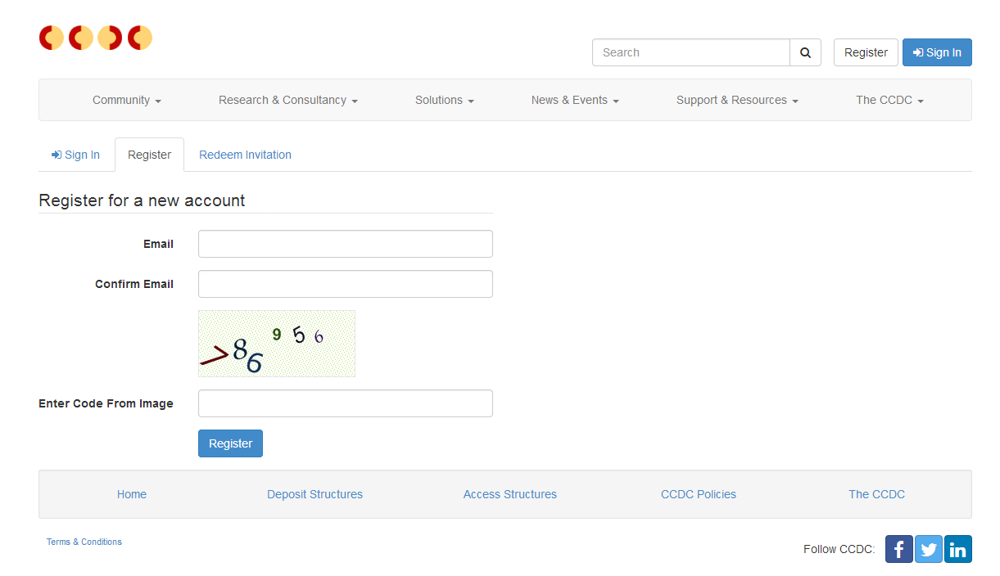 Search
Register
Sign In
Community
Research & Consultancy
Solutions
News & Events
Support & Resources
The CCDC
Sign In
Register
Redeem Invitation
Register for a new account
Email
Confirm Email
Enter Code From Image
Register
Home
Deposit Structures
Access Structures
CCDC Policies
The CCDC
Terms & Conditions
Follow CCDC: